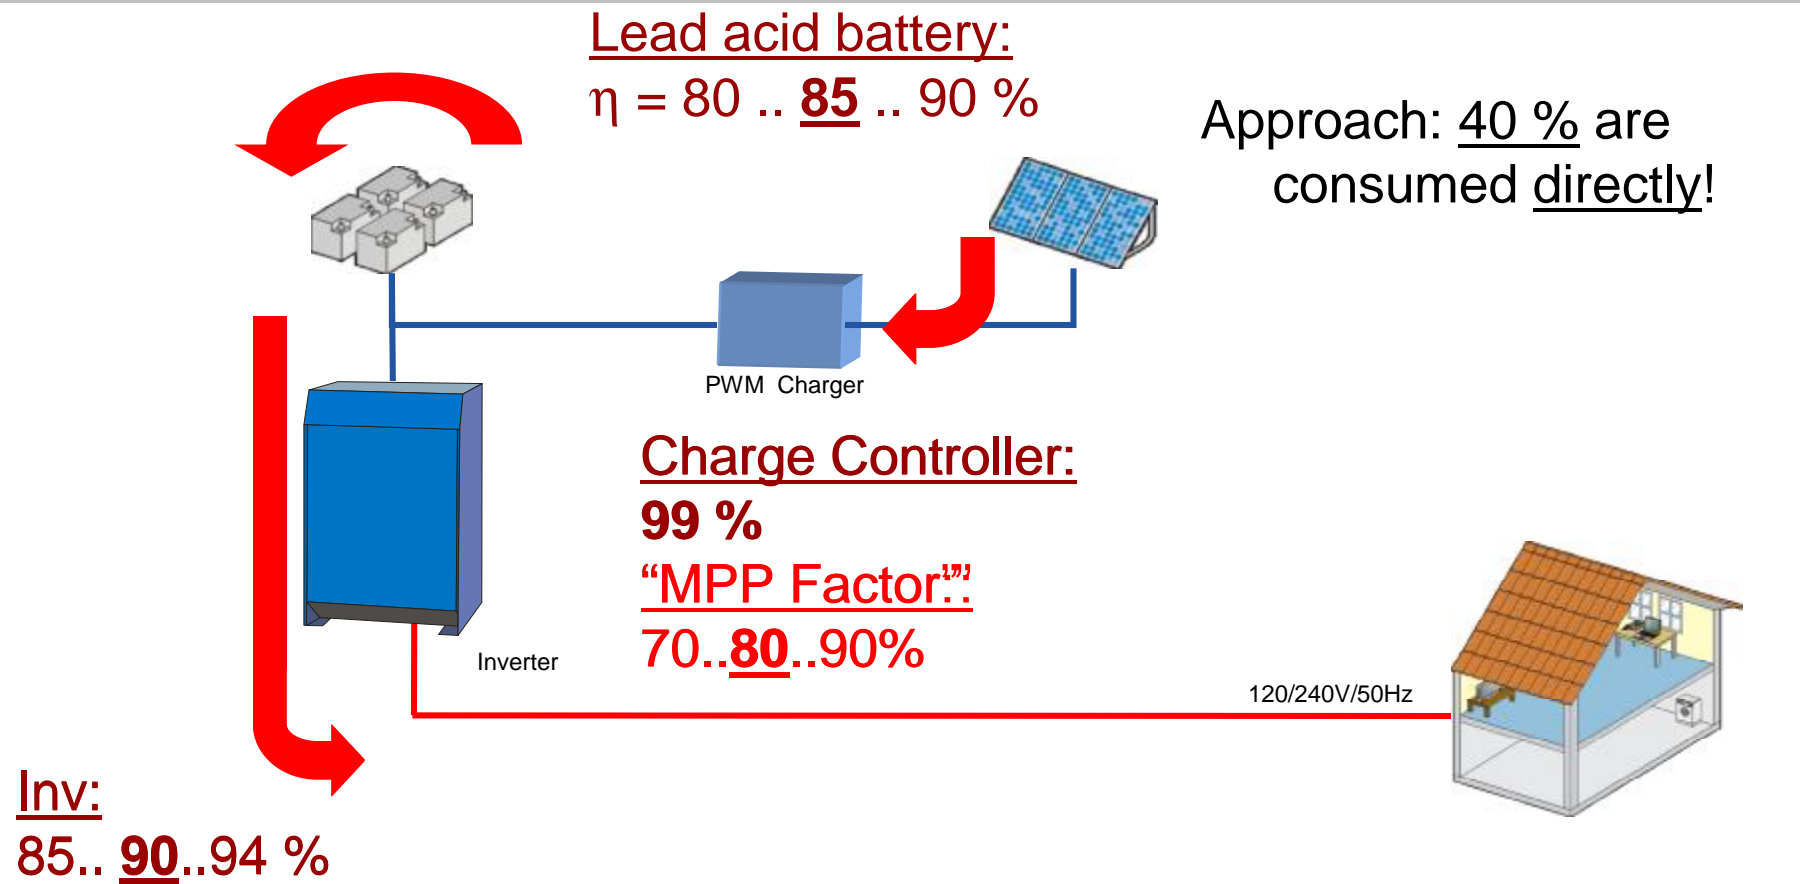 Lead acid battery:
η = 80 .. 85 .. 90 %
Approach: 40 % are
consumed directly!
PWM Charger
Charge Controller:
99 %
“MPP Factor”:
70..80..90%
Inverter
120/240V/50Hz
Inv:
85.. 90..94 %